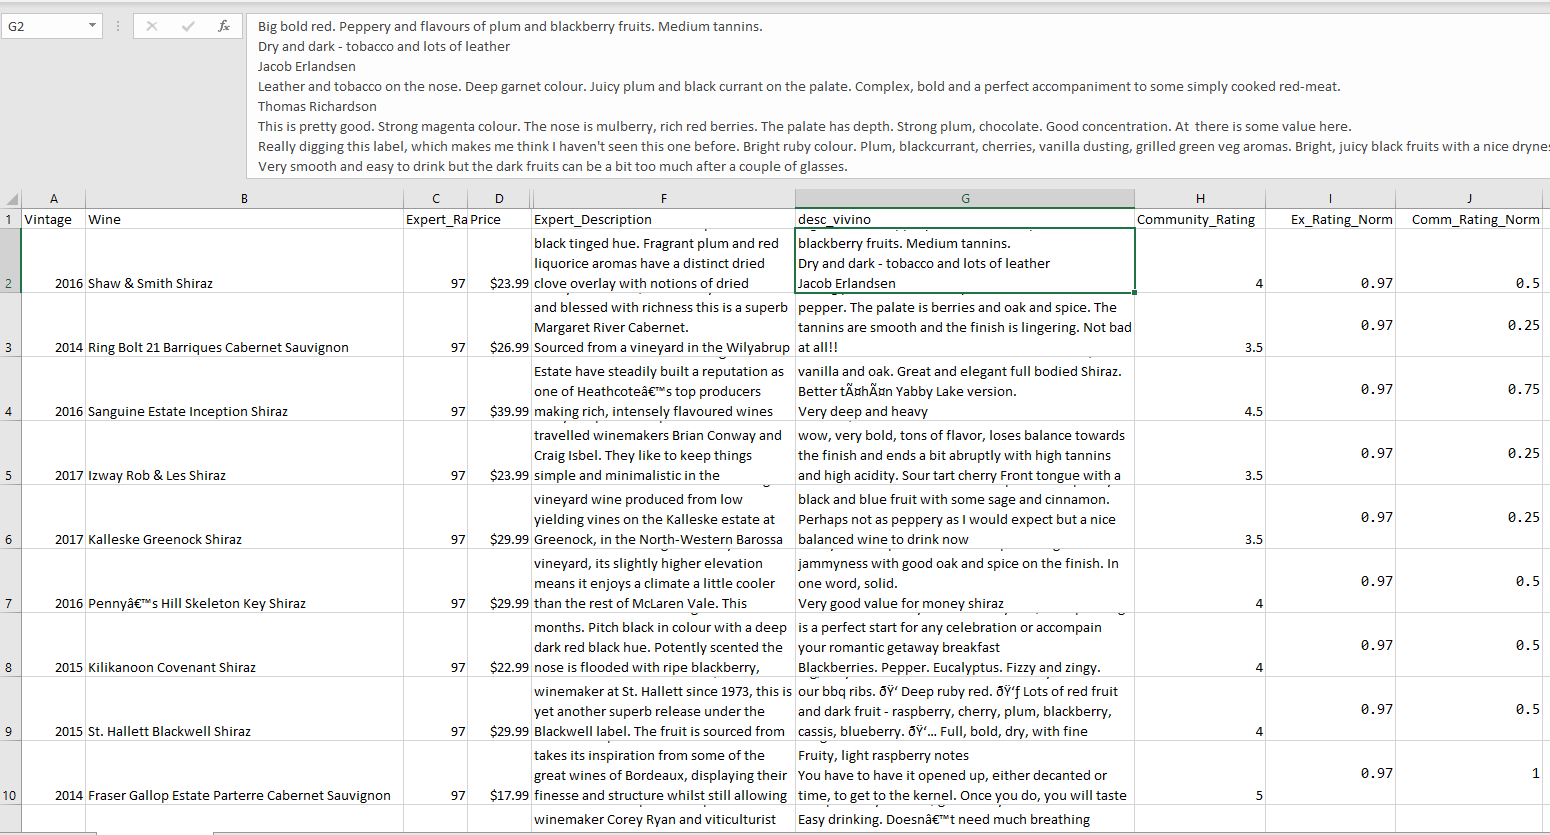 G2
fx
Big bold red. Peppery and flavours of plum and blackberry fruits. Medium tannins.
Dry and dark - tobacco and lots of leather
Jacob Erlandsen
Leather and tobacco on the nose. Deep garnet colour. Juicy plum and black currant on the palate. Complex, bold and a perfect accompaniment to some simply cooked red-meat.
Thomas Richardson
This is pretty good. Strong magenta colour. The nose is mulberry, rich red berries. The palate has depth. Strong plum, chocolate. Good concentration. At there is some value here.
Really digging this label, which makes me think I haven't seen this one before. Bright ruby colour. Plum, blackcurrant, cherries, vanilla dusting, grilled green veg aromas. Bright, juicy black fruits with a nice dryne
Very smooth and easy to drink but the dark fruits can be a bit too much after a couple of glasses.
A B C D F G H I J
1 Vintage Wine Expert_Ra Price Expert_Description desc_vivino Community_Rating Ex_Rating_Norm Comm_Rating_Norm
black tinged hue. Fragrant plum and red
liquorice aromas have a distinct dried
clove overlay with notions of dried
blackberry fruits. Medium tannins.
Dry and dark - tobacco and lots of leather
Jacob Erlandsen
2 2016 Shaw & Smith Shiraz 97 $23.99 4 0.97 0.5
and blessed with richness this is a superb
Margaret River Cabernet.
Sourced from a vineyard in the Wilyabrup
pepper. The palate is berries and oak and spice. The
tannins are smooth and the finish is lingering. Not bad
at all!!
3 2014 Ring Bolt 21 Barriques Cabernet Sauvignon 97 $26.99 3.5 0.97 0.25
Estate have steadily built a reputation as
one of Heathcoteâ€™s top producers
making rich, intensely flavoured wines
vanilla and oak. Great and elegant full bodied Shiraz.
Better tÃ¤hÃ¤n Yabby Lake version.
Very deep and heavy
4 2016 Sanguine Estate Inception Shiraz 97 $39.99 4.5 0.97 0.75
travelled winemakers Brian Conway and
Craig Isbel. They like to keep things
simple and minimalistic in the
wow, very bold, tons of flavor, loses balance towards
the finish and ends a bit abruptly with high tannins
and high acidity. Sour tart cherry Front tongue with a
5 2017 Izway Rob & Les Shiraz 97 $23.99 3.5 0.97 0.25
vineyard wine produced from low
yielding vines on the Kalleske estate at
Greenock, in the North-Western Barossa
black and blue fruit with some sage and cinnamon.
Perhaps not as peppery as I would expect but a nice
balanced wine to drink now
6 2017 Kalleske Greenock Shiraz 97 $29.99 3.5 0.97 0.25
vineyard, its slightly higher elevation
means it enjoys a climate a little cooler
than the rest of McLaren Vale. This
jammyness with good oak and spice on the finish. In
one word, solid.
Very good value for money shiraz
7 2016 Pennyâ€™s Hill Skeleton Key Shiraz 97 $29.99 4 0.97 0.5
months. Pitch black in colour with a deep
dark red black hue. Potently scented the
nose is flooded with ripe blackberry,
is a perfect start for any celebration or accompain
your romantic getaway breakfast
Blackberries. Pepper. Eucalyptus. Fizzy and zingy.
8 2015 Kilikanoon Covenant Shiraz 97 $22.99 4 0.97 0.5
winemaker at St. Hallett since 1973, this is
yet another superb release under the
Blackwell label. The fruit is sourced from
our bbq ribs. ðŸ‘ Deep ruby red. ðŸ‘ƒ Lots of red fruit
and dark fruit - raspberry, cherry, plum, blackberry,
cassis, blueberry. ðŸ‘… Full, bold, dry, with fine
9 2015 St. Hallett Blackwell Shiraz 97 $29.99 4 0.97 0.5
takes its inspiration from some of the
great wines of Bordeaux, displaying their
finesse and structure whilst still allowing
Fruity, light raspberry notes
You have to have it opened up, either decanted or
time, to get to the kernel. Once you do, you will taste
10 2014 Fraser Gallop Estate Parterre Cabernet Sauvignon 97 $17.99 5 0.97 1
winemaker Corey Ryan and viticulturist
Easy drinking. Doesnâ€™t need much breathing